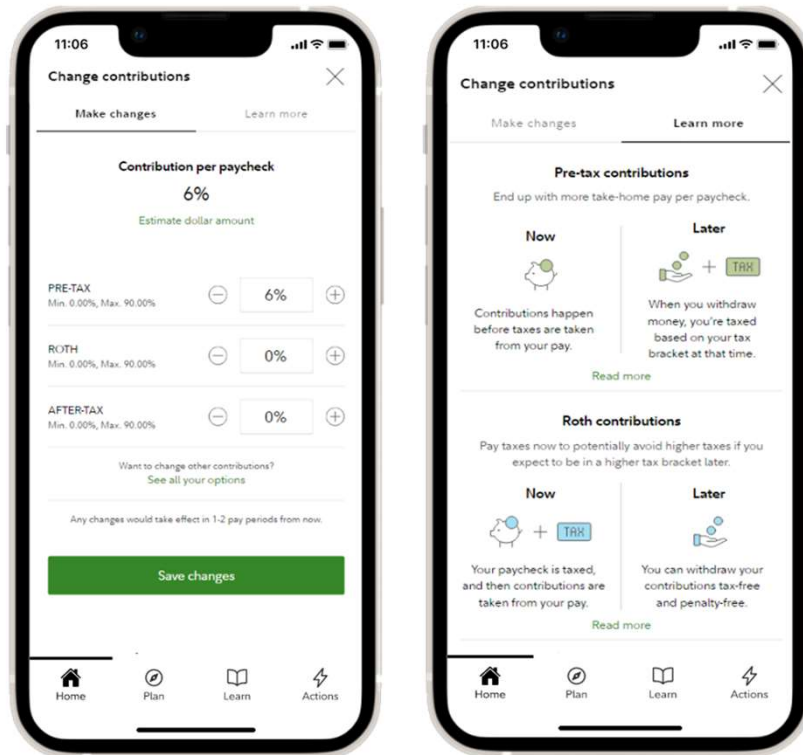 11:06
Change contributions
Make changes
Learn more
Contribution per paycheck
6%
Estimate dollar amount
PRE-TAX
Min. 0.00%, Max. 90.00%
6%
ROTH
Min. 0.00%, Max. 90.00%
0%
AFTER-TAX
Min. 0.00%, Max. 90.00%
0%
Want to change other contributions?
See all your options
Any changes would take effect in 1-2 pay periods from now.
Save changes
Home
Plan
Learn
Actions
11:06
Change contributions
Make changes
Learn more
Pre-tax contributions
End up with more take-home pay per paycheck.
Now
Contributions happen
before taxes are taken
from your pay.
Later
TAX
When you withdraw
money, you're taxed
based on your tax
bracket at that time.
Read more
Roth contributions
Pay taxes now to potentially avoid higher taxes if you
expect to be in a higher tax bracket later.
Now
TAX
Your paycheck is taxed,
and then contributions are
taken from your pay.
Later
You can withdraw your
contributions tax-free
and penalty-free.
Read more
Home
Plan
Learn
Actions